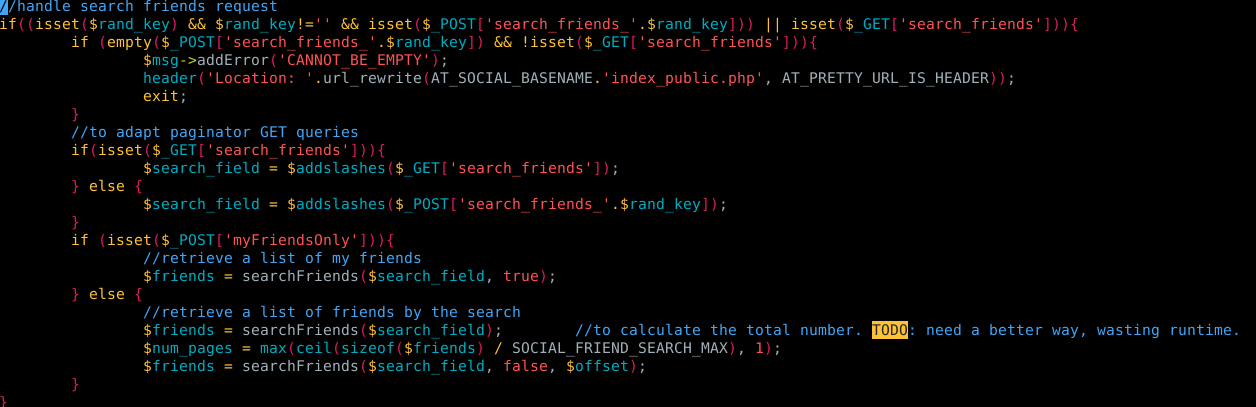 //handle search friends request
if((isset($rand_key) && $rand_key!='' && isset($_POST['search_friends_'.$rand_key])) || isset($_GET['search_friends'])){
        if (empty($_POST['search_friends_'.$rand_key]) && !isset($_GET['search_friends'])){
                $msg->addError('CANNOT_BE_EMPTY');
                header('Location: '.url_rewrite(AT_SOCIAL_BASENAME.'index_public.php', AT_PRETTY_URL_IS_HEADER));
                exit;
        }
        //to adapt paginator GET queries
        if(isset($_GET['search_friends'])){
                $search_field = $addslashes($_GET['search_friends']);
        } else {
                $search_field = $addslashes($_POST['search_friends_'.$rand_key]);
        }
        if (isset($_POST['myFriendsOnly'])){
                //retrieve a list of my friends
                $friends = searchFriends($search_field, true);
        } else {
                //retrieve a list of friends by the search
                $friends = searchFriends($search_field);        //to calculate the total number. TODO: need a better way, wasting runtime.
                $num_pages = max(ceil(sizeof($friends) / SOCIAL_FRIEND_SEARCH_MAX), 1);
                $friends = searchFriends($search_field, false, $offset);
        }
}